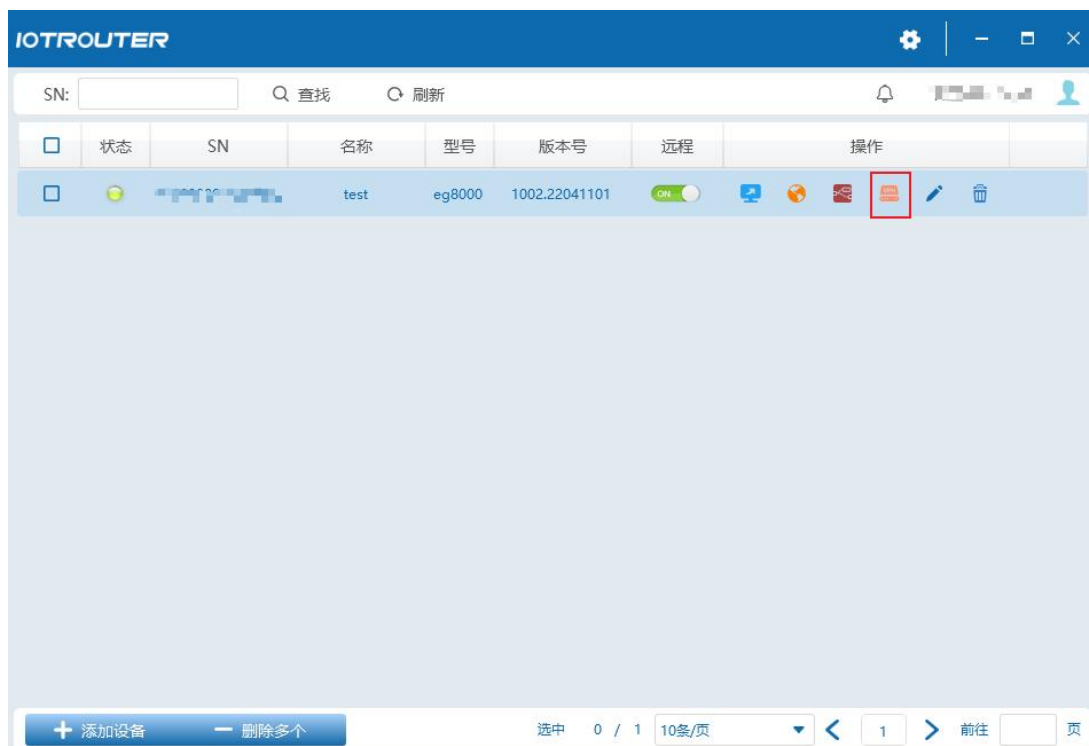 IOTROUTER
SN: 查找 刷新
状态 SN 名称 型号 版本号 远程 操作
test eg8000 1002.22041101 ON
添加设备 删除多个 选中 0 / 1 10条/页 1 前往 页